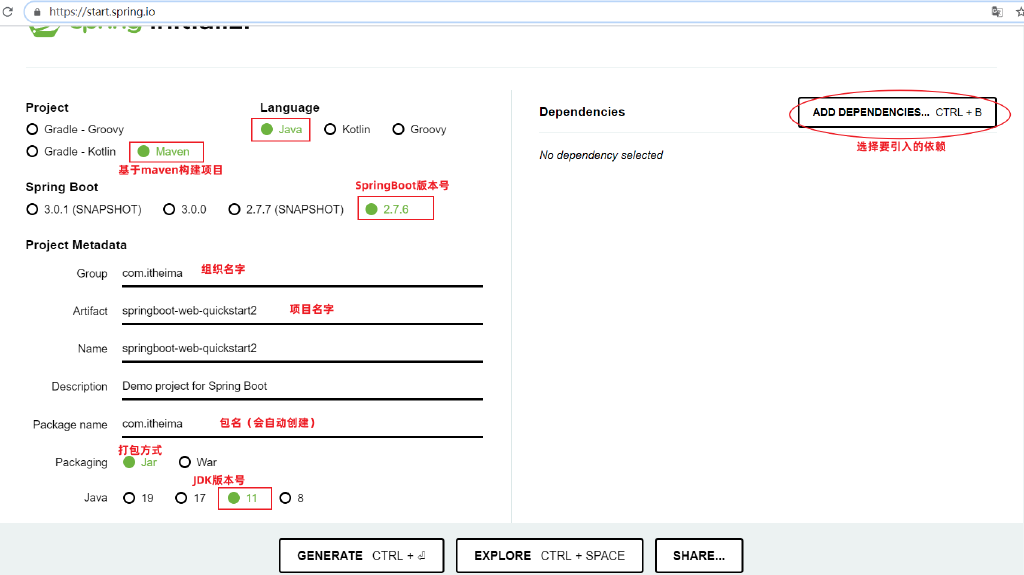 https://start.spring.io
spring initializr
Project
Language
Gradle - Groovy
Java
Kotlin
Groovy
Gradle - Kotlin
Maven
基于maven构建项目
Spring Boot
SpringBoot版本号
3.0.1 (SNAPSHOT)
3.0.0
2.7.7 (SNAPSHOT)
2.7.6
Project Metadata
Group
com.itheima
组织名字
Artifact
springboot-web-quickstart2
项目名字
Name
springboot-web-quickstart2
Description
Demo project for Spring Boot
Package name
com.itheima
包名（会自动创建）
打包方式
Packaging
Jar
War
JDK版本号
Java
19
17
11
8
Dependencies
ADD DEPENDENCIES... CTRL + B
选择要引入的依赖
No dependency selected
GENERATE CTRL + ⏎
EXPLORE CTRL + SPACE
SHARE...